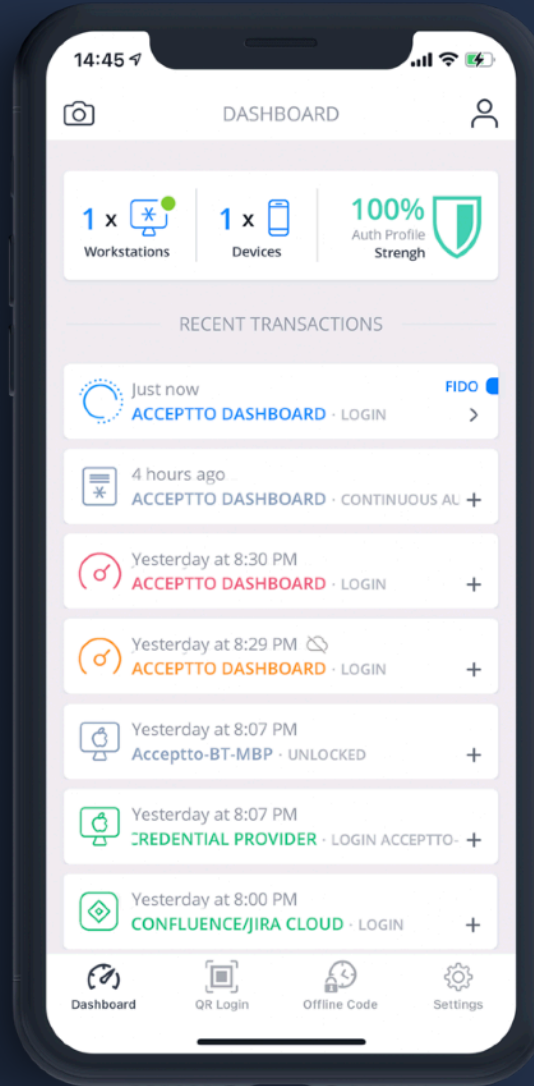 14:45
DASHBOARD
1 x
Workstations
1 x
Devices
100%
Auth Profile
Strengh
RECENT TRANSACTIONS
Just now
FIDO
ACCEPTTO DASHBOARD · LOGIN
4 hours ago
ACCEPTTO DASHBOARD · CONTINUOUS AU
Yesterday at 8:30 PM
ACCEPTTO DASHBOARD · LOGIN
Yesterday at 8:29 PM
ACCEPTTO DASHBOARD · LOGIN
Yesterday at 8:07 PM
Acceptto-BT-MBP · UNLOCKED
Yesterday at 8:07 PM
CREDENTIAL PROVIDER · LOGIN ACCEPTTO-
Yesterday at 8:00 PM
CONFLUENCE/JIRA CLOUD · LOGIN
Dashboard
QR Login
Offline Code
Settings